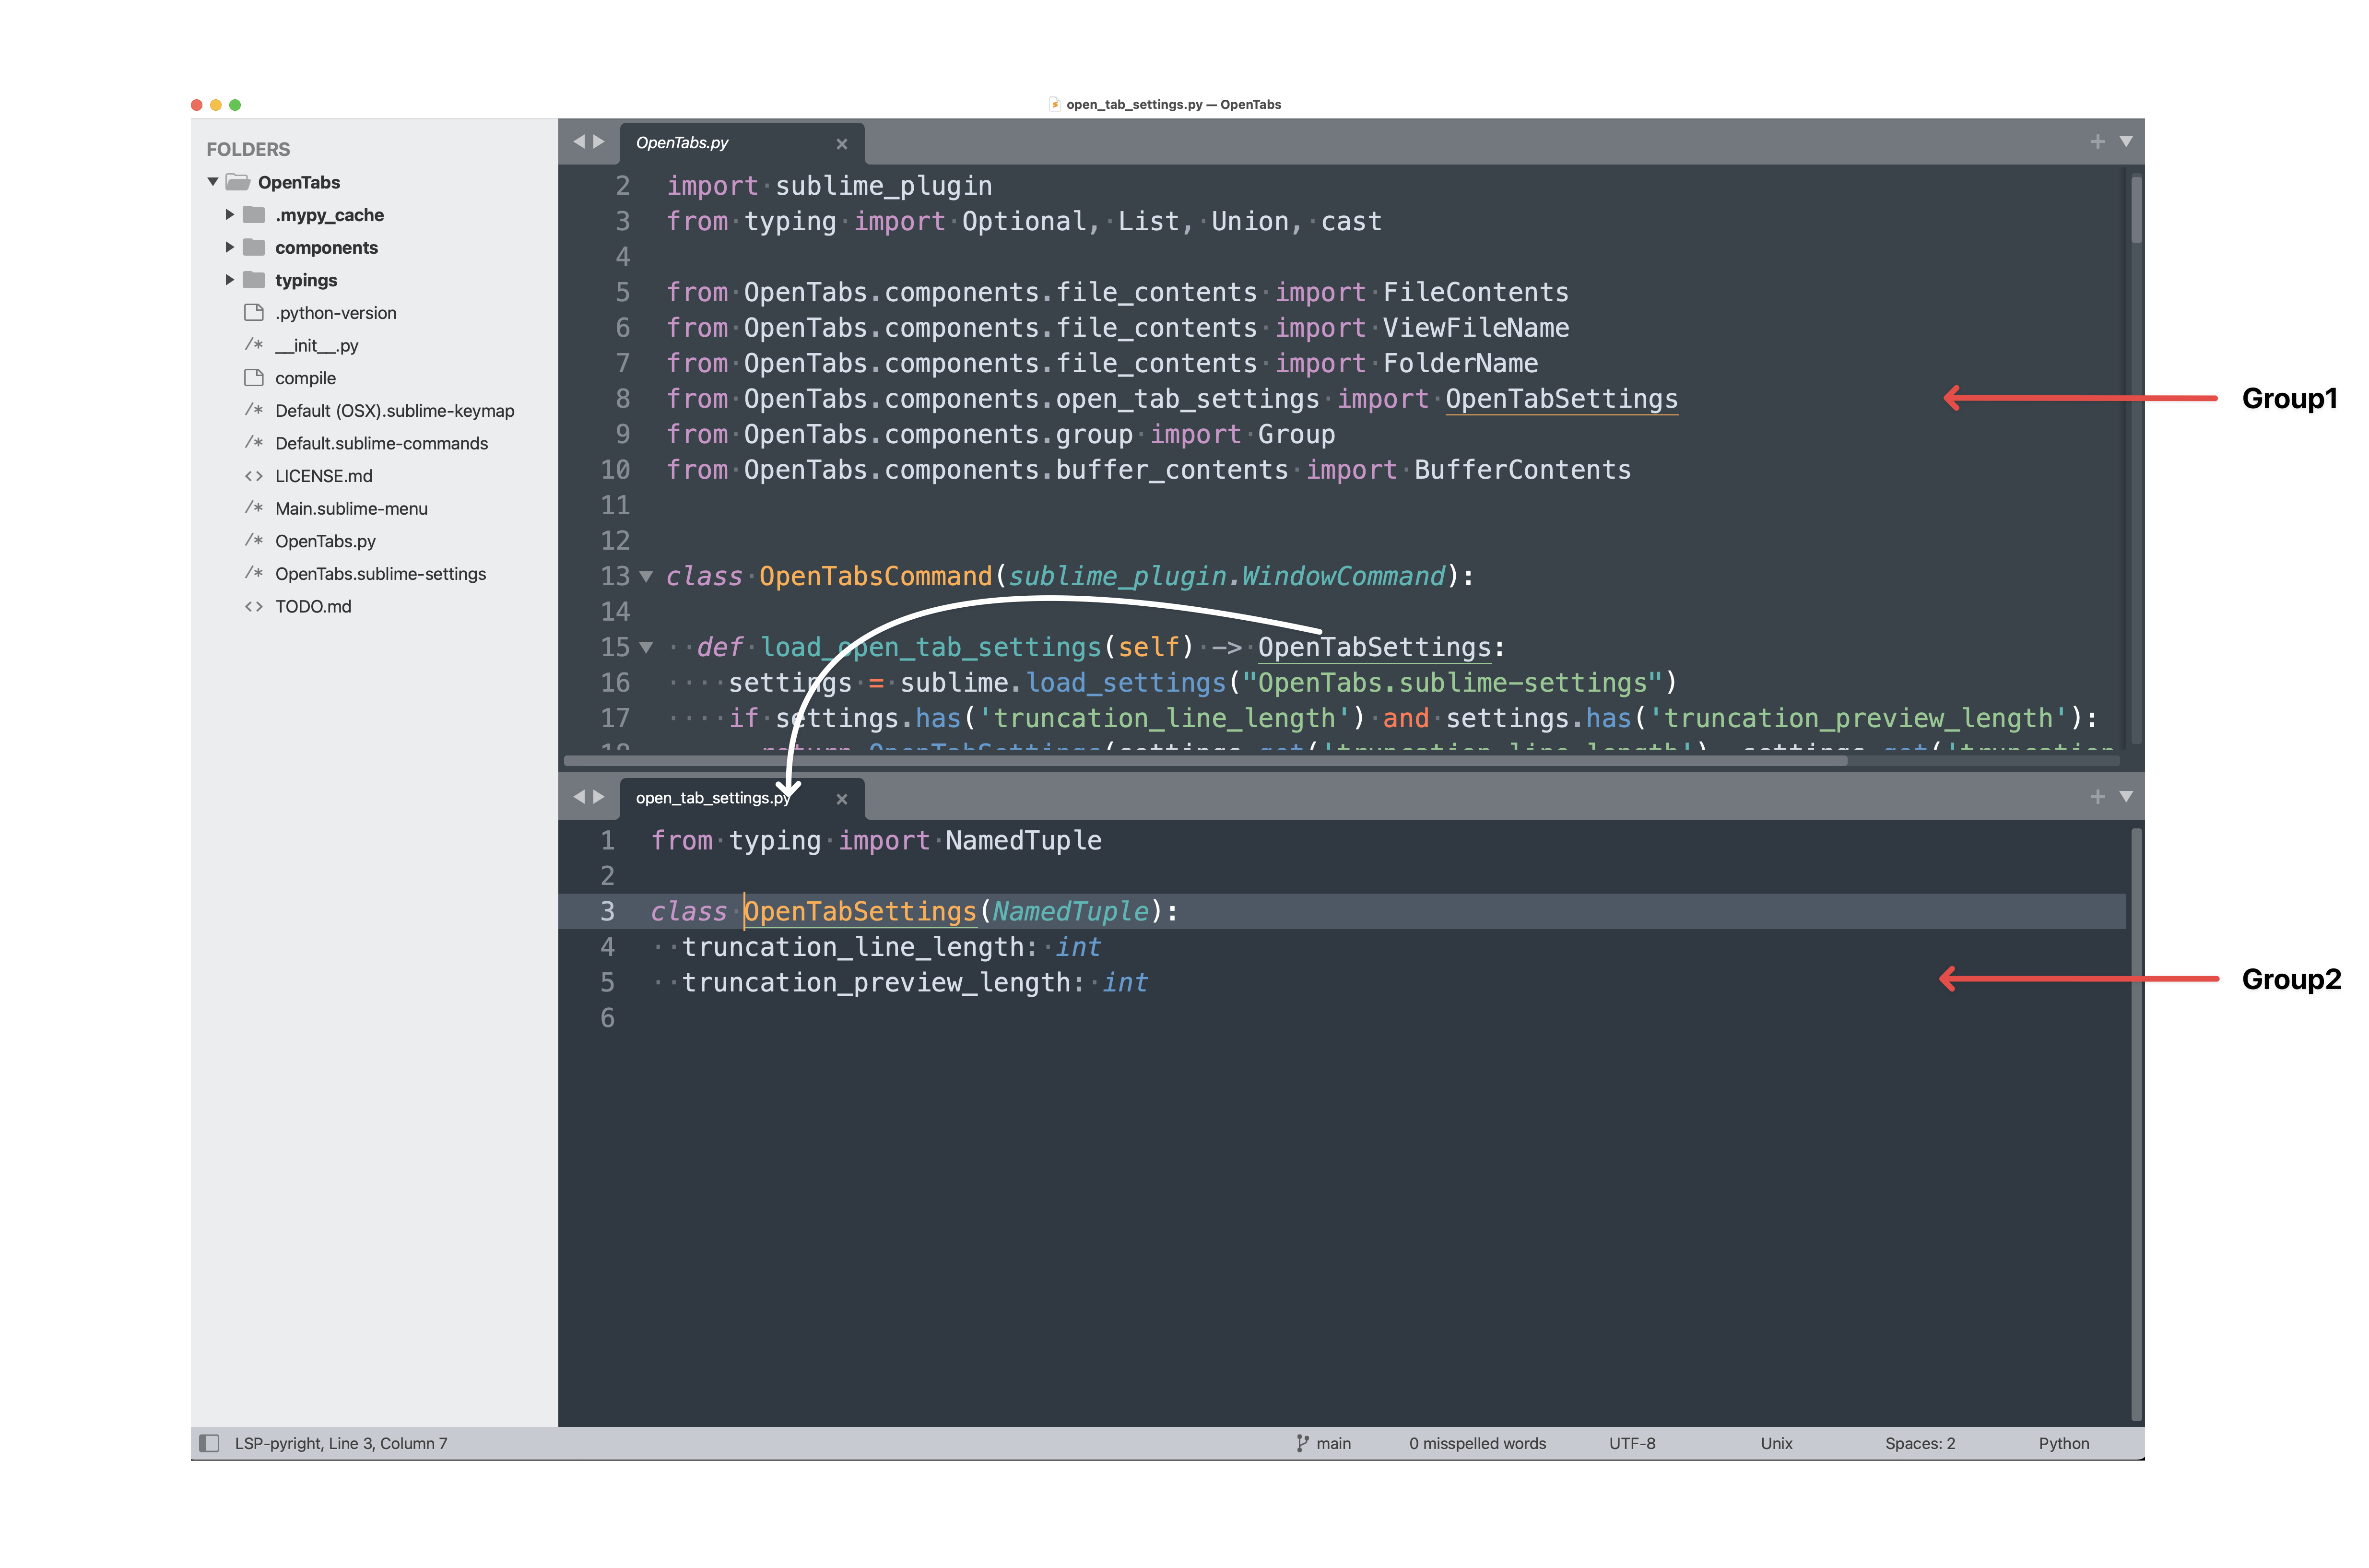 open_tab_settings.py — OpenTabs
FOLDERS
OpenTabs
.mypy_cache
components
typings
.python-version
__init__.py
compile
Default (OSX).sublime-keymap
Default.sublime-commands
LICENSE.md
Main.sublime-menu
OpenTabs.py
OpenTabs.sublime-settings
TODO.md
OpenTabs.py
2 import sublime_plugin
3 from typing import Optional, List, Union, cast
4
5 from OpenTabs.components.file_contents import FileContents
6 from OpenTabs.components.file_contents import ViewFileName
7 from OpenTabs.components.file_contents import FolderName
8 from OpenTabs.components.open_tab_settings import OpenTabSettings
9 from OpenTabs.components.group import Group
10 from OpenTabs.components.buffer_contents import BufferContents
11
12
13 class OpenTabsCommand(sublime_plugin.WindowCommand):
14
15 def load_open_tab_settings(self) -> OpenTabSettings:
16 settings = sublime.load_settings("OpenTabs.sublime-settings")
17 if settings.has('truncation_line_length') and settings.has('truncation_preview_length'):
18 return OpenTabSettings(settings.get('truncation_line_length'), settings.get('truncation
Group1
open_tab_settings.py
1 from typing import NamedTuple
2
3 class OpenTabSettings(NamedTuple):
4 truncation_line_length: int
5 truncation_preview_length: int
6
Group2
LSP-pyright, Line 3, Column 7
main
0 misspelled words
UTF-8
Unix
Spaces: 2
Python